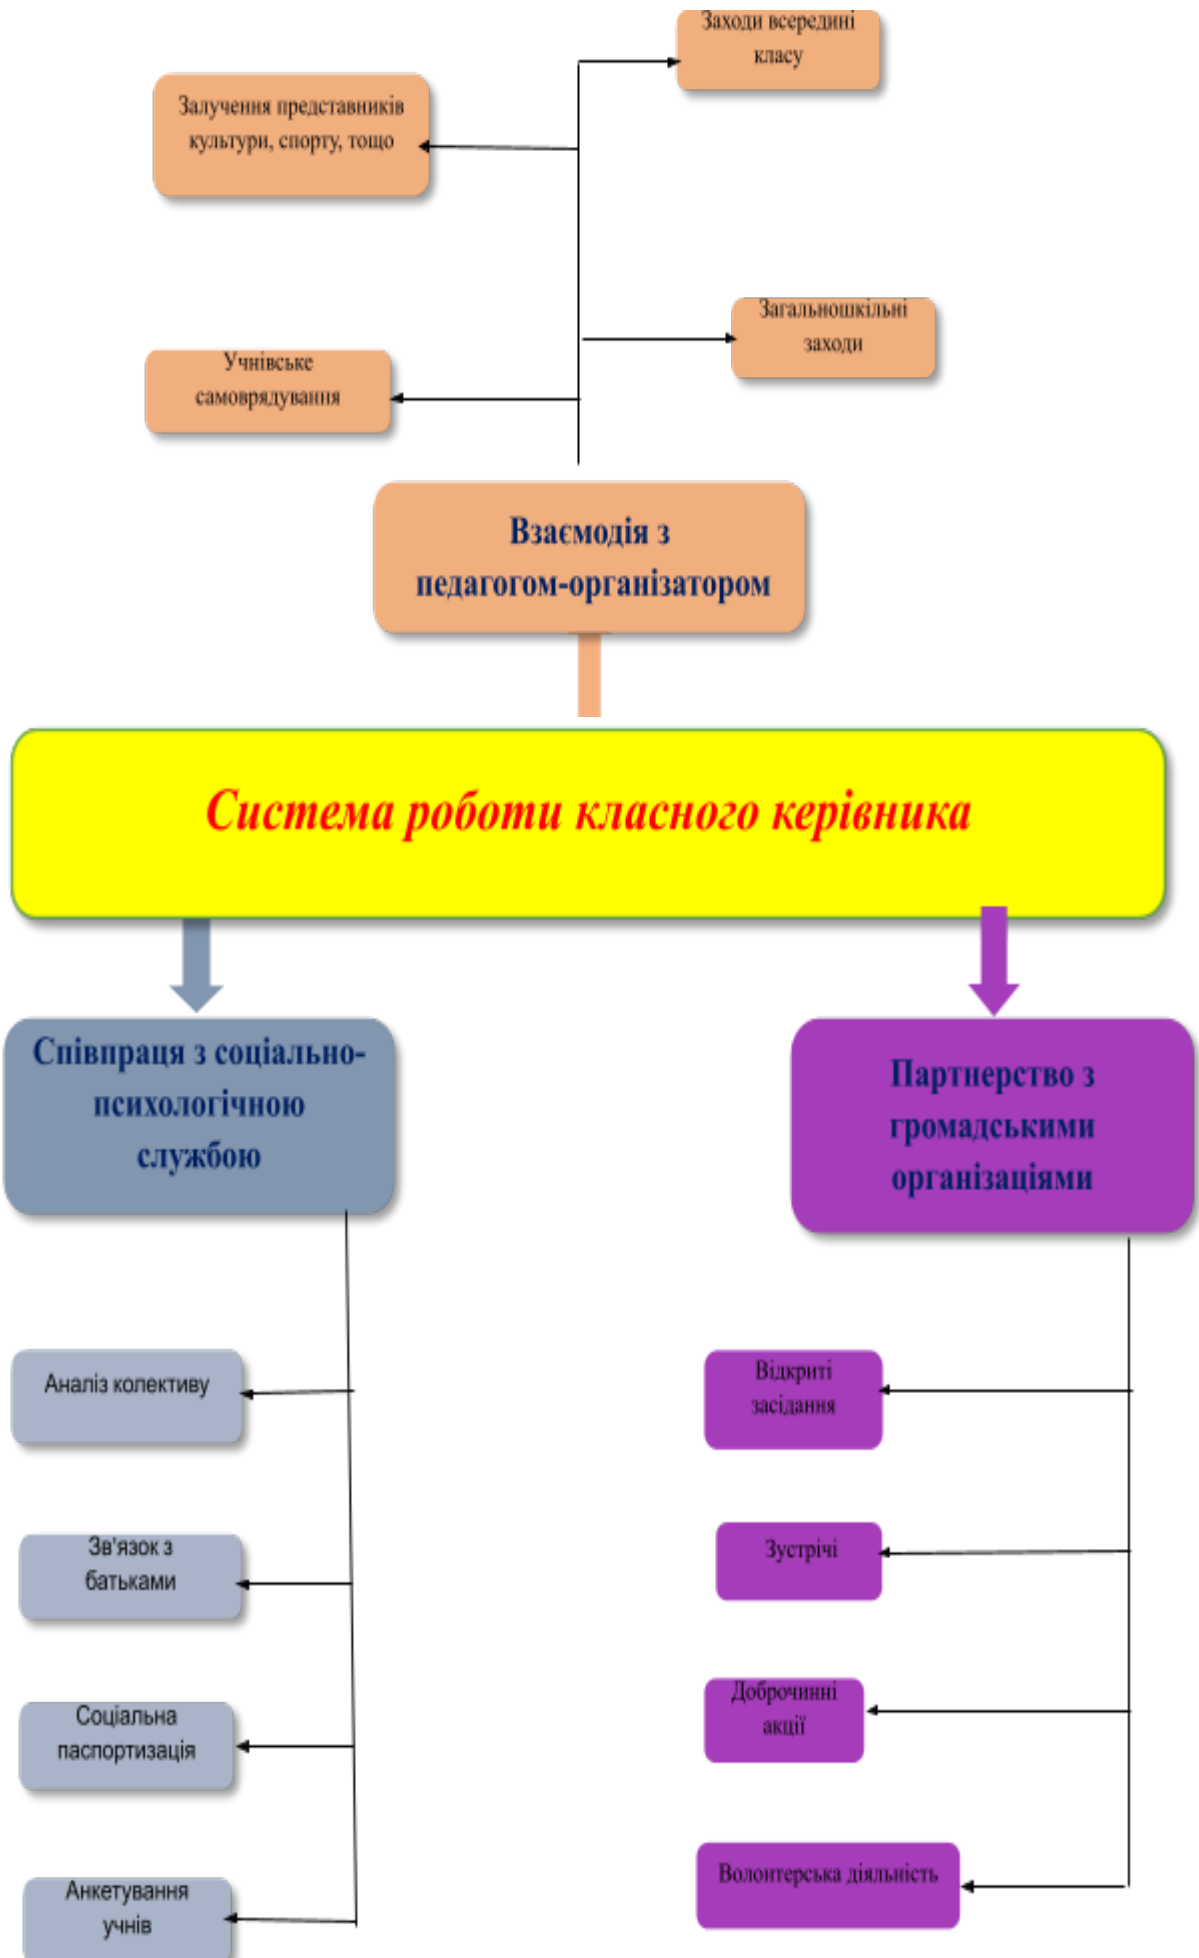 Заходи всередині
класу
Залучення представників
культури, спорту, тощо
Загальношкільні
заходи
Учнівське
самоврядування
Взаємодія з
педагогом-організатором
Система роботи класного керівника
Співпраця з соціально-
психологічною
службою
Партнерство з
громадськими
організаціями
Аналіз колективу
Зв'язок з
батьками
Соціальна
паспортизація
Анкетування
учнів
Відкриті
засідання
Зустрічі
Доброчинні
акції
Волонтерська діяльність